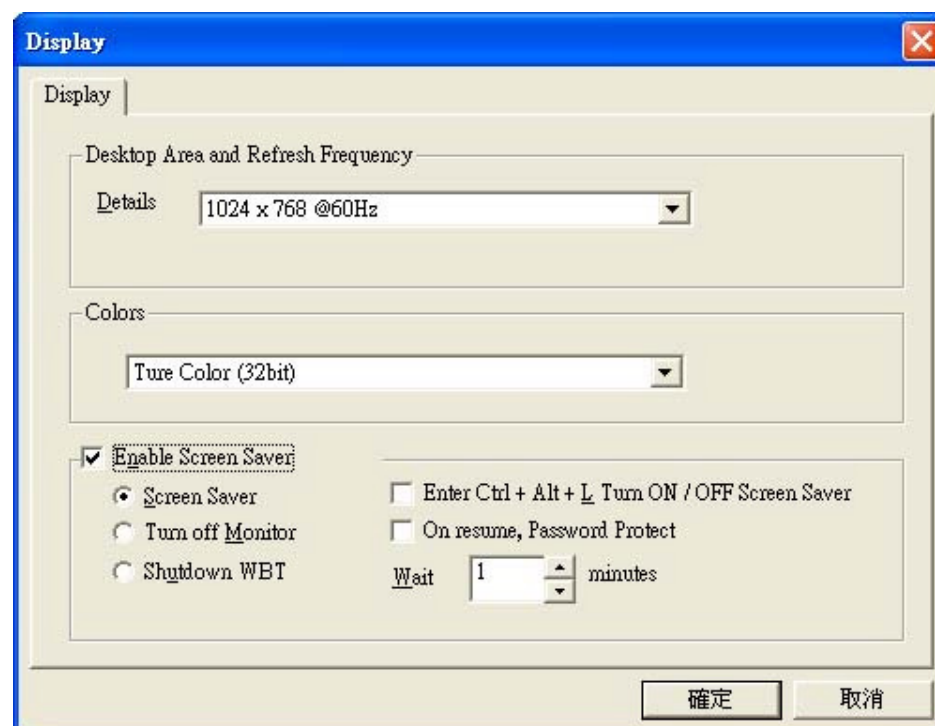 Display
Display
Desktop Area and Refresh Frequency
Details 1024 x 768 @60Hz
Colors
Ture Color (32bit)
Enable Screen Saver
Screen Saver
Enter Ctrl + Alt + L Turn ON / OFF Screen Saver
Turn off Monitor
On resume, Password Protect
Shutdown WBT
Wait 1 minutes
確定 取消